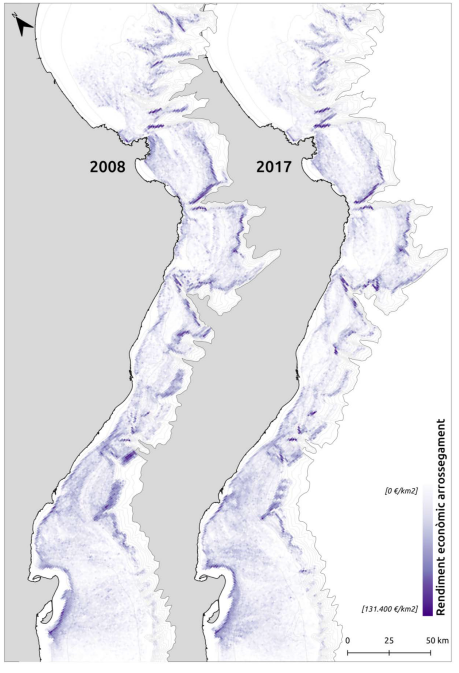 2008
2017
Rendiment econòmic arrossegament
[0 €/km2]
[131.400 €/km2]
0 25 50 km